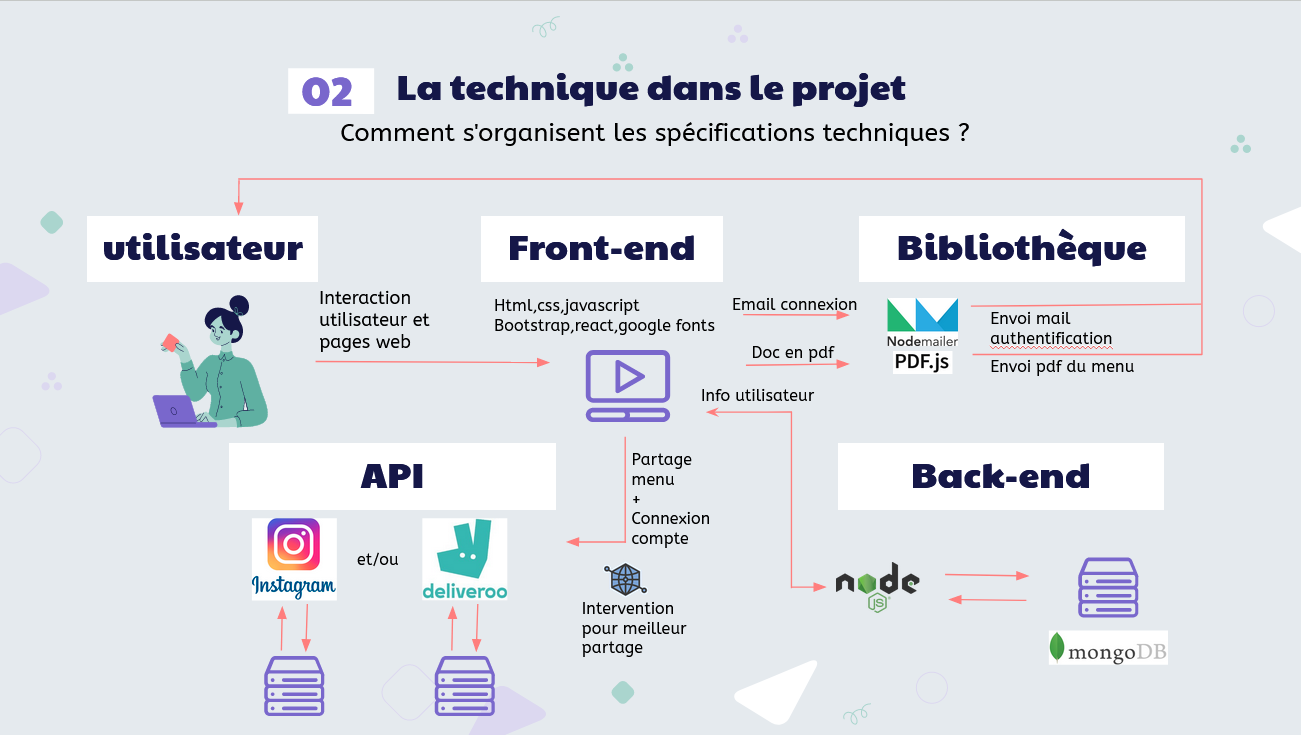 02
La technique dans le projet
Comment s'organisent les spécifications techniques ?
utilisateur
Front-end
Bibliothèque
Interaction
utilisateur et
pages web
Html,css,javascript
Bootstrap,react,google fonts
Email connexion
Doc en pdf
Info utilisateur
Nodemailer
PDF.js
Envoi mail
authentification
Envoi pdf du menu
API
Back-end
Partage
menu
+
Connexion
compte
Instagram
et/ou
deliveroo
Intervention
pour meilleur
partage
node
js
mongoDB